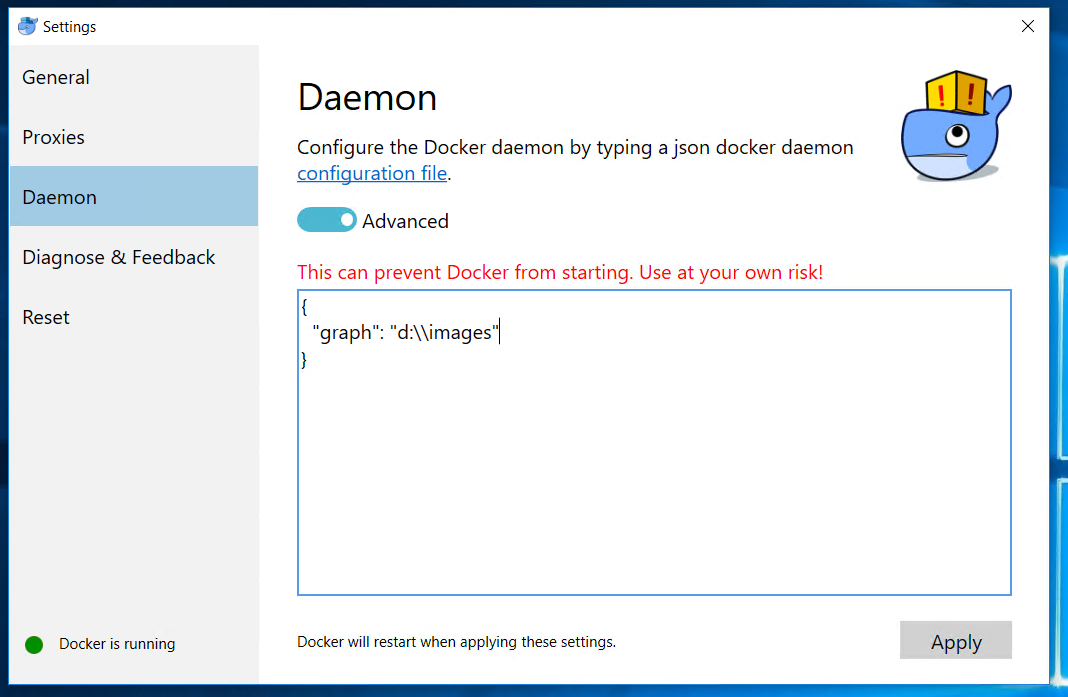 Settings
General
Proxies
Daemon
Diagnose & Feedback
Reset
Docker is running
Daemon
Configure the Docker daemon by typing a json docker daemon
configuration file.
Advanced
This can prevent Docker from starting. Use at your own risk!
{
"graph": "d:\\images"
}
Docker will restart when applying these settings.
Apply
! !